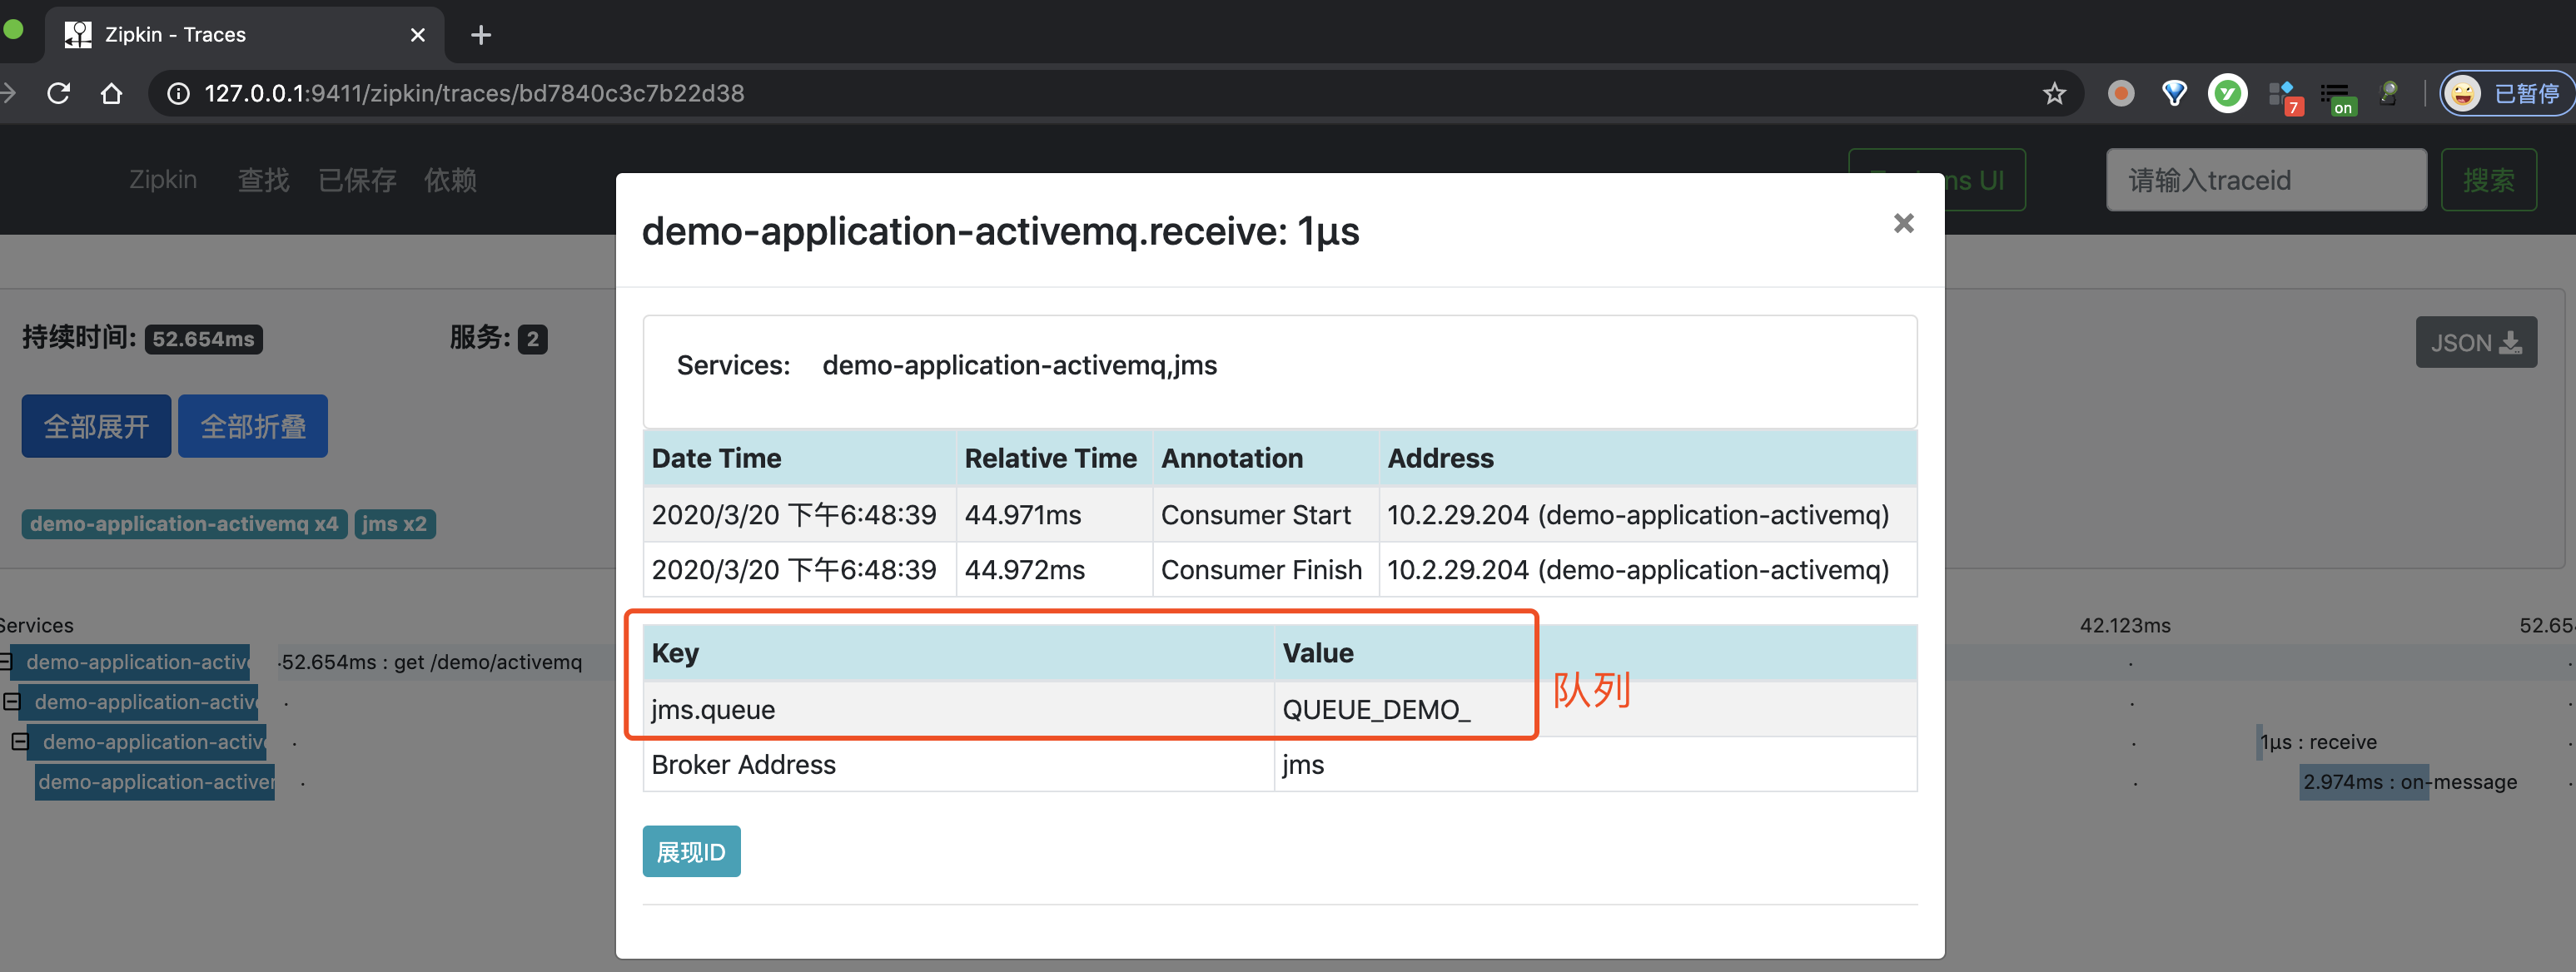 Zipkin - Traces
127.0.0.1:9411/zipkin/traces/bd7840c3c7b22d38
7
on
已暂停
Zipkin 查找 已保存 依赖
ns UI
请输入traceid
搜索
demo-application-activemq.receive: 1μs
×
持续时间: 52.654ms 服务: 2
JSON
Services: demo-application-activemq,jms
全部展开 全部折叠
Date Time Relative Time Annotation Address
2020/3/20 下午6:48:39 44.971ms Consumer Start 10.2.29.204 (demo-application-activemq)
demo-application-activemq x4 jms x2
2020/3/20 下午6:48:39 44.972ms Consumer Finish 10.2.29.204 (demo-application-activemq)
Services 42.123ms 52.65
Key Value
demo-application-active 52.654ms : get /demo/activemq
队列
demo-application-active
jms.queue QUEUE_DEMO_
demo-application-active 1μs : receive
Broker Address jms
demo-application-activer 2.974ms : on-message
展现ID